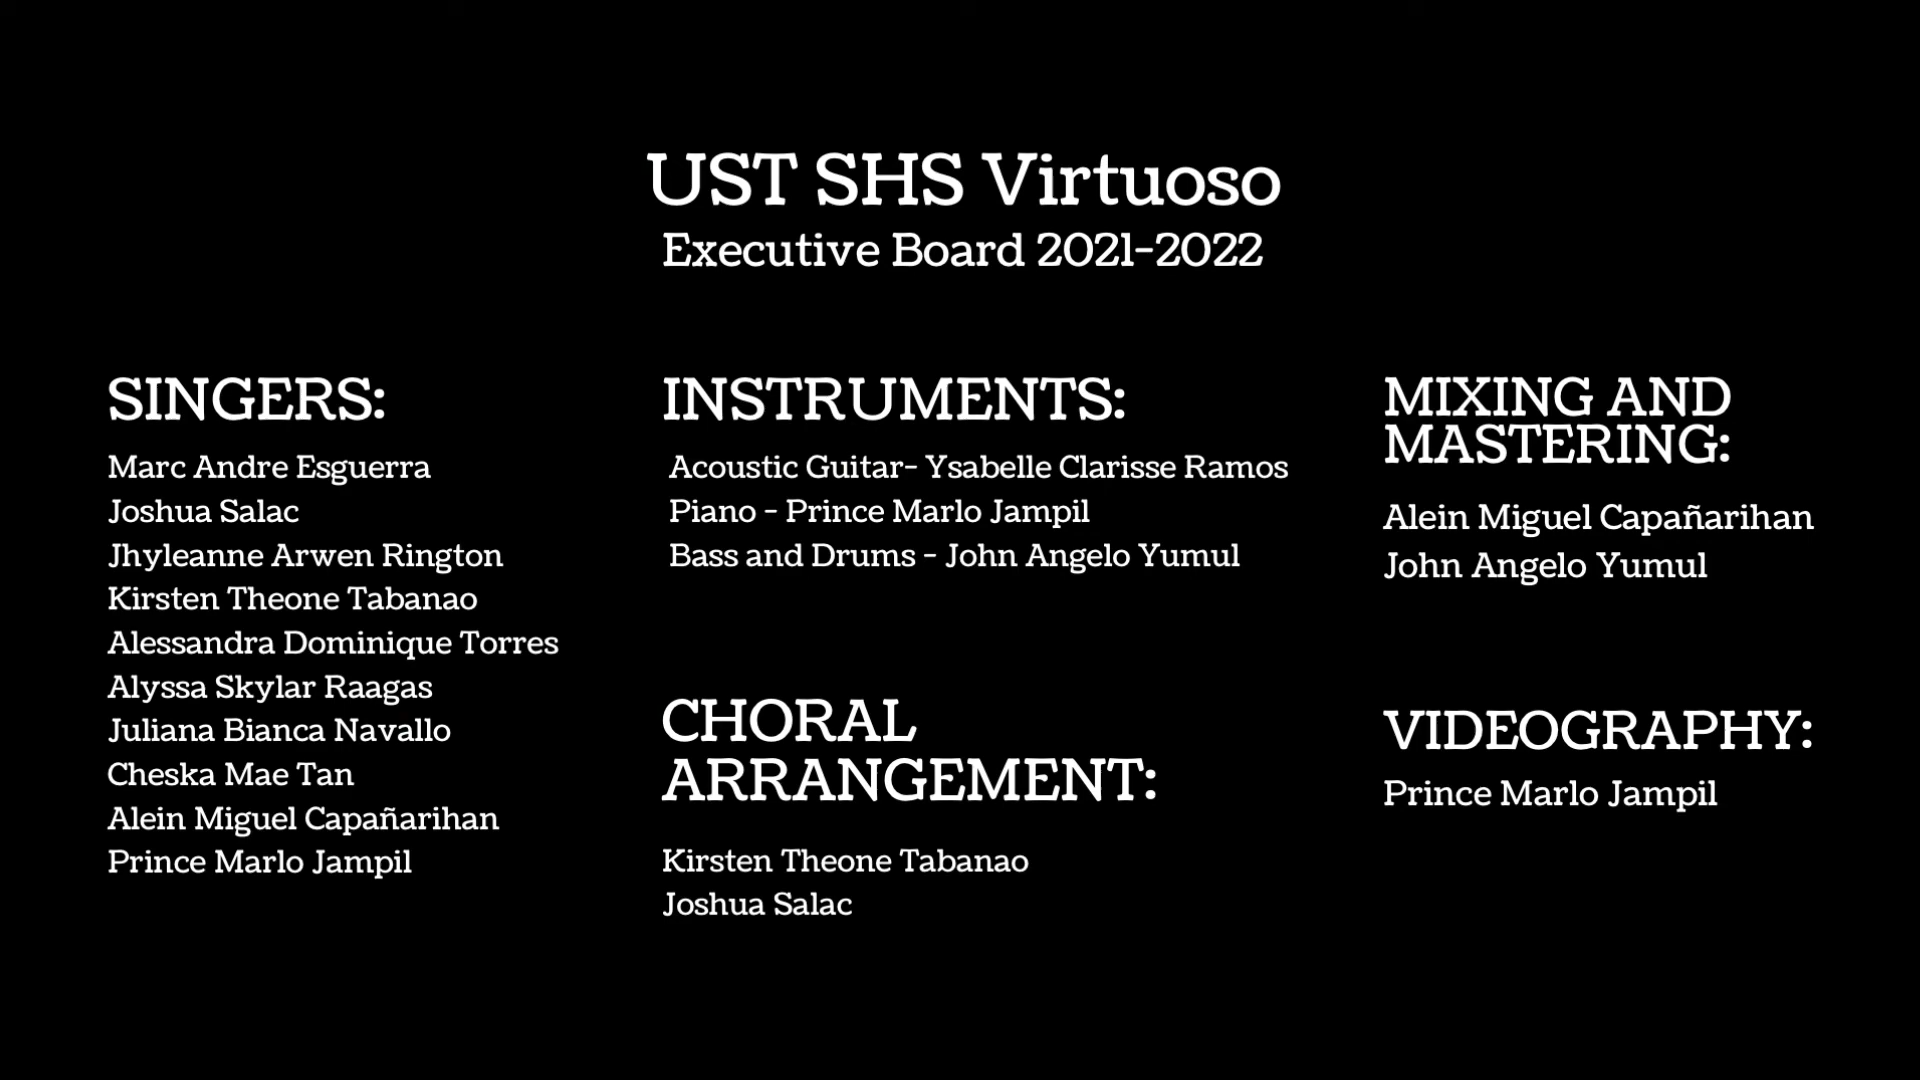 UST SHS Virtuoso
Executive Board 2021-2022
SINGERS:
Marc Andre Esguerra
Joshua Salac
Jhyleanne Arwen Rington
Kirsten Theone Tabanao
Alessandra Dominique Torres
Alyssa Skylar Raagas
Juliana Bianca Navallo
Cheska Mae Tan
Alein Miguel Capañarihan
Prince Marlo Jampil
INSTRUMENTS:
Acoustic Guitar- Ysabelle Clarisse Ramos
Piano - Prince Marlo Jampil
Bass and Drums - John Angelo Yumul
CHORAL
ARRANGEMENT:
Kirsten Theone Tabanao
Joshua Salac
MIXING AND
MASTERING:
Alein Miguel Capañarihan
John Angelo Yumul
VIDEOGRAPHY:
Prince Marlo Jampil